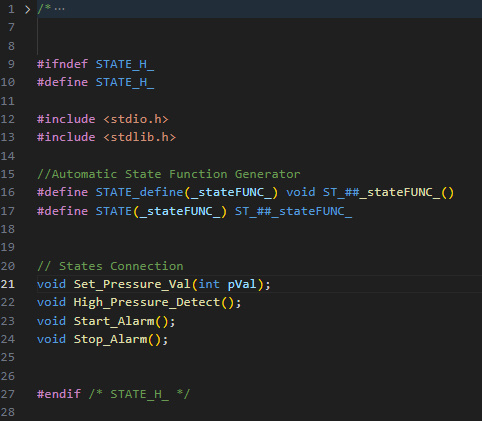 1 > /* ...
7
8
9 #ifndef STATE_H_
10 #define STATE_H_
11
12 #include <stdio.h>
13 #include <stdlib.h>
14
15 //Automatic State Function Generator
16 #define STATE_define(_stateFUNC_) void ST_##_stateFUNC_()
17 #define STATE(_stateFUNC_) ST_##_stateFUNC_
18
19
20 // States Connection
21 void Set_Pressure_Val(int pVal);
22 void High_Pressure_Detect();
23 void Start_Alarm();
24 void Stop_Alarm();
25
26
27 #endif /* STATE_H_ */
28